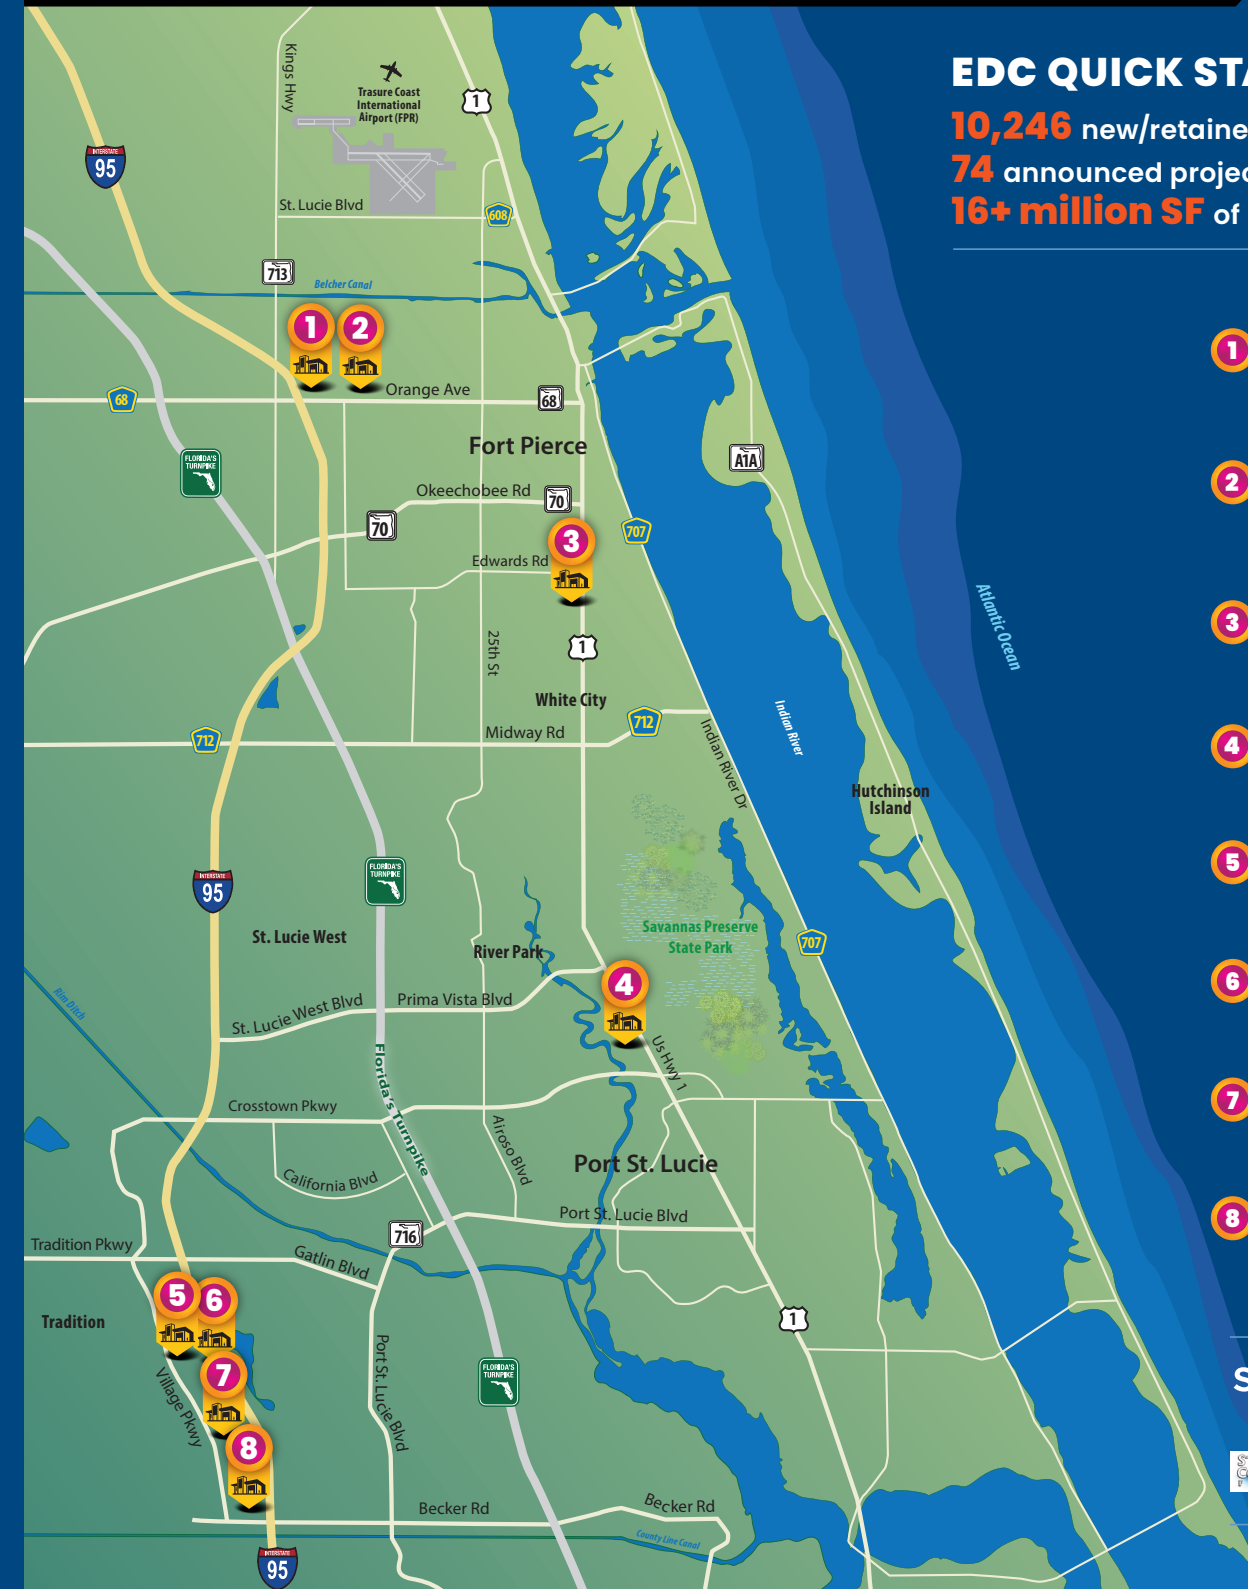 EDC QUICK STA
10,246 new/retaine
74 announced projec
16+ million SF of
Kings Hwy
Trasure Coast
International
Airport (FPR)
1
INTERSTATE
95
St. Lucie Blvd
608
713
Belcher Canal
1
2
1
Orange Ave
68
68
Fort Pierce
FLORIDA'S
TURNPIKE
A1A
Okeechobee Rd
70
2
70
3
707
Edwards Rd
Atlantic Ocean
3
25th St
1
White City
Indian River
712
712
Midway Rd
4
Indian River Dr
Hutchinson
Island
INTERSTATE
95
FLORIDA'S
TURNPIKE
5
St. Lucie West
River Park
Savannas Preserve
State Park
707
4
6
Rim Ditch
St. Lucie West Blvd
Prima Vista Blvd
Us Hwy 1
Florida's Turnpike
Crosstown Pkwy
7
Airoso Blvd
California Blvd
Port St. Lucie
8
Port St. Lucie Blvd
716
Tradition Pkwy
Gatlin Blvd
5
6
Tradition
1
7
Village Pkwy
Port St. Lucie Blvd
FLORIDA'S
TURNPIKE
S
8
Becker Rd
Becker Rd
County Line Canal
INTERSTATE
95